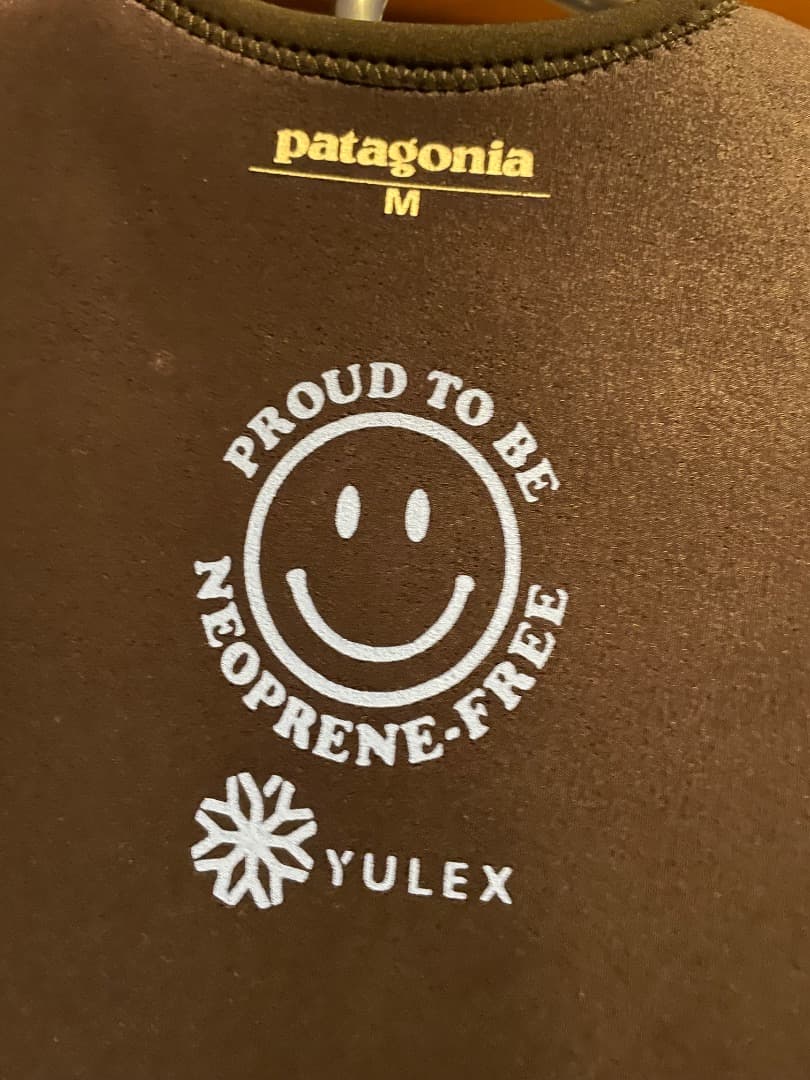 patagonia
M
PROUD TO BE
NEOPRENE-FREE
YULEX